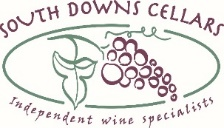 SOUTH DOWNS CELLARS
Independent wine specialists